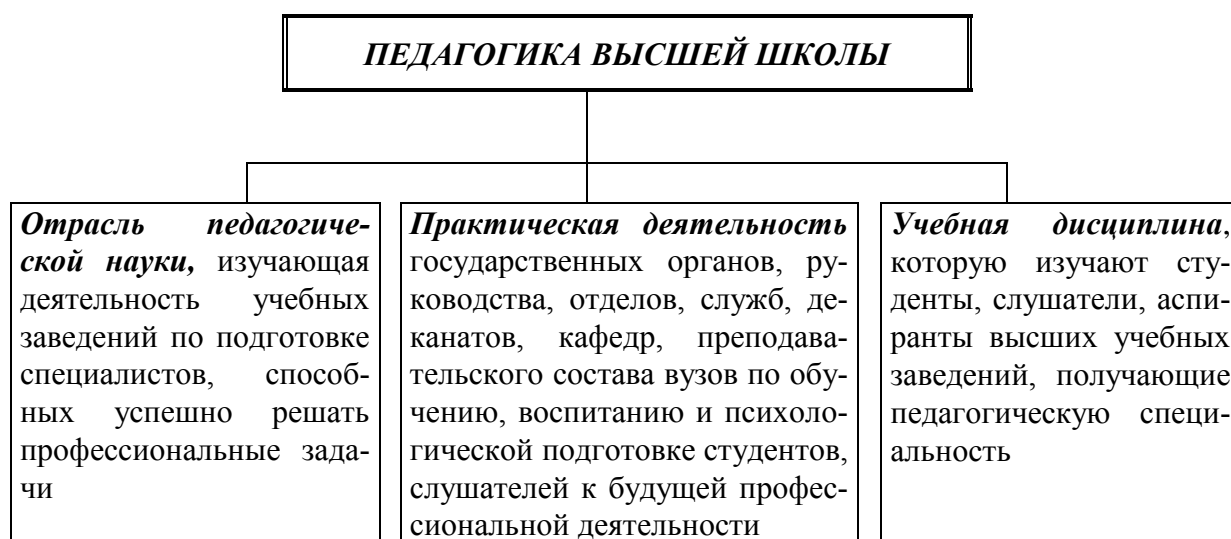 ПЕДАГОГИКА ВЫСШЕЙ ШКОЛЫ
Отрасль педагогиче-
ской науки, изучающая
деятельность учебных
заведений по подготовке
специалистов, способ-
ных успешно решать
профессиональные зада-
чи
Практическая деятельность
государственных органов, ру-
ководства, отделов, служб, де-
канатов, кафедр, преподава-
тельского состава вузов по обу-
чению, воспитанию и психоло-
гической подготовке студентов,
слушателей к будущей профес-
сиональной деятельности
Учебная дисциплина,
которую изучают сту-
денты, слушатели, аспи-
ранты высших учебных
заведений, получающие
педагогическую специ-
альность